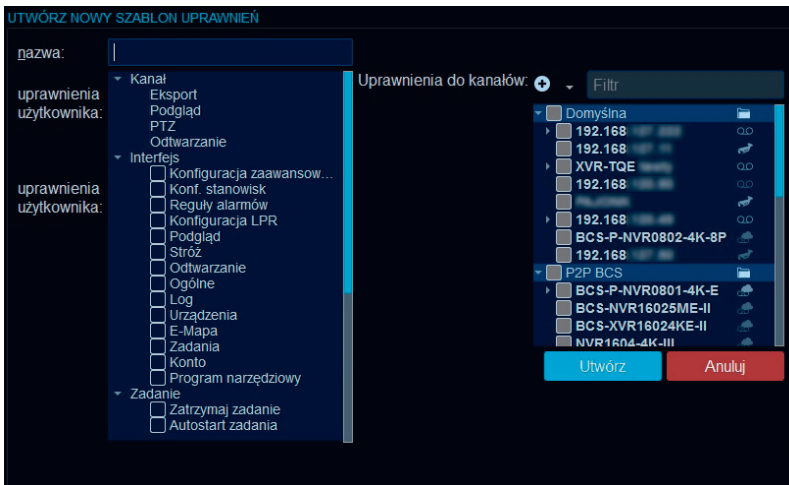 UTWÓRZ NOWY SZABLON UPRAWNIEŃ
nazwa:
uprawnienia
użytkownika:
Kanał
Eksport
Podgląd
PTZ
Odtwarzanie
Interfejs
uprawnienia
użytkownika:
Konfiguracja zaawansow...
Konf. stanowisk
Reguły alarmów
Konfiguracja LPR
Podgląd
Stróż
Odtwarzanie
Ogólne
Log
Urządzenia
E-Mapa
Zadania
Konto
Program narzędziowy
Zadanie
Zatrzymaj zadanie
Autostart zadania
Uprawnienia do kanałów:
Filtr
Domyślna
192.168
192.168
XVR-TQE
192.168
192.168
BCS-P-NVR0802-4K-8P
192.168
P2P BCS
BCS-P-NVR0801-4K-E
BCS-NVR16025ME-II
BCS-XVR16024KE-II
NVR1604-4K-III
Utwórz
Anuluj